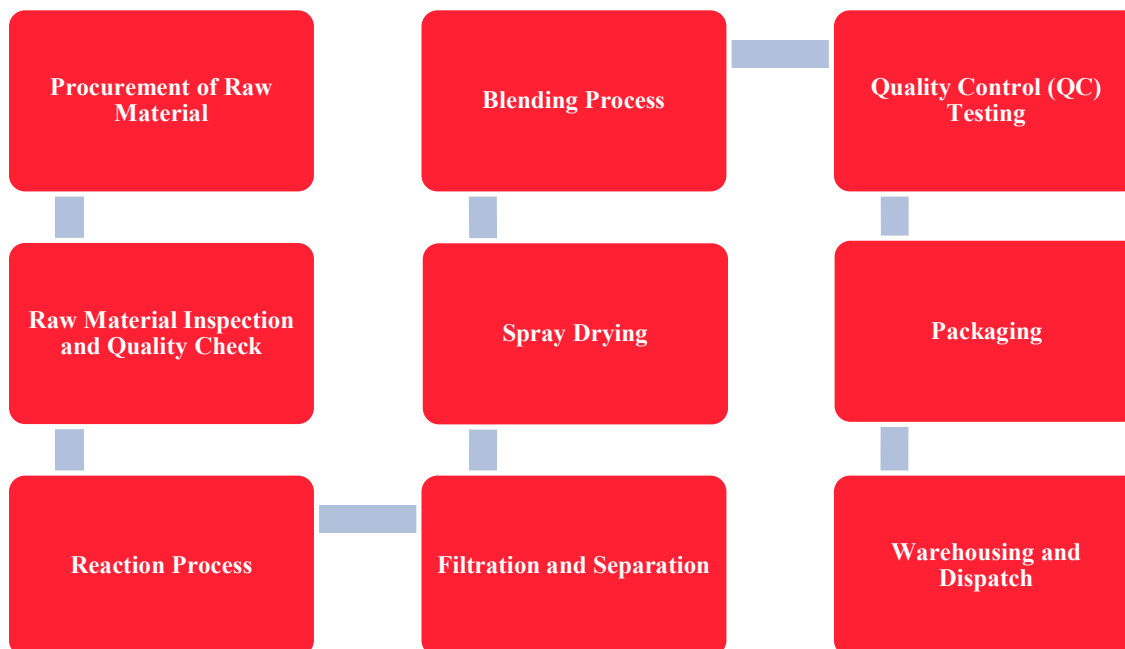 Procurement of Raw
Material
Raw Material Inspection
and Quality Check
Reaction Process
Filtration and Separation
Spray Drying
Blending Process
Quality Control (QC)
Testing
Packaging
Warehousing and
Dispatch